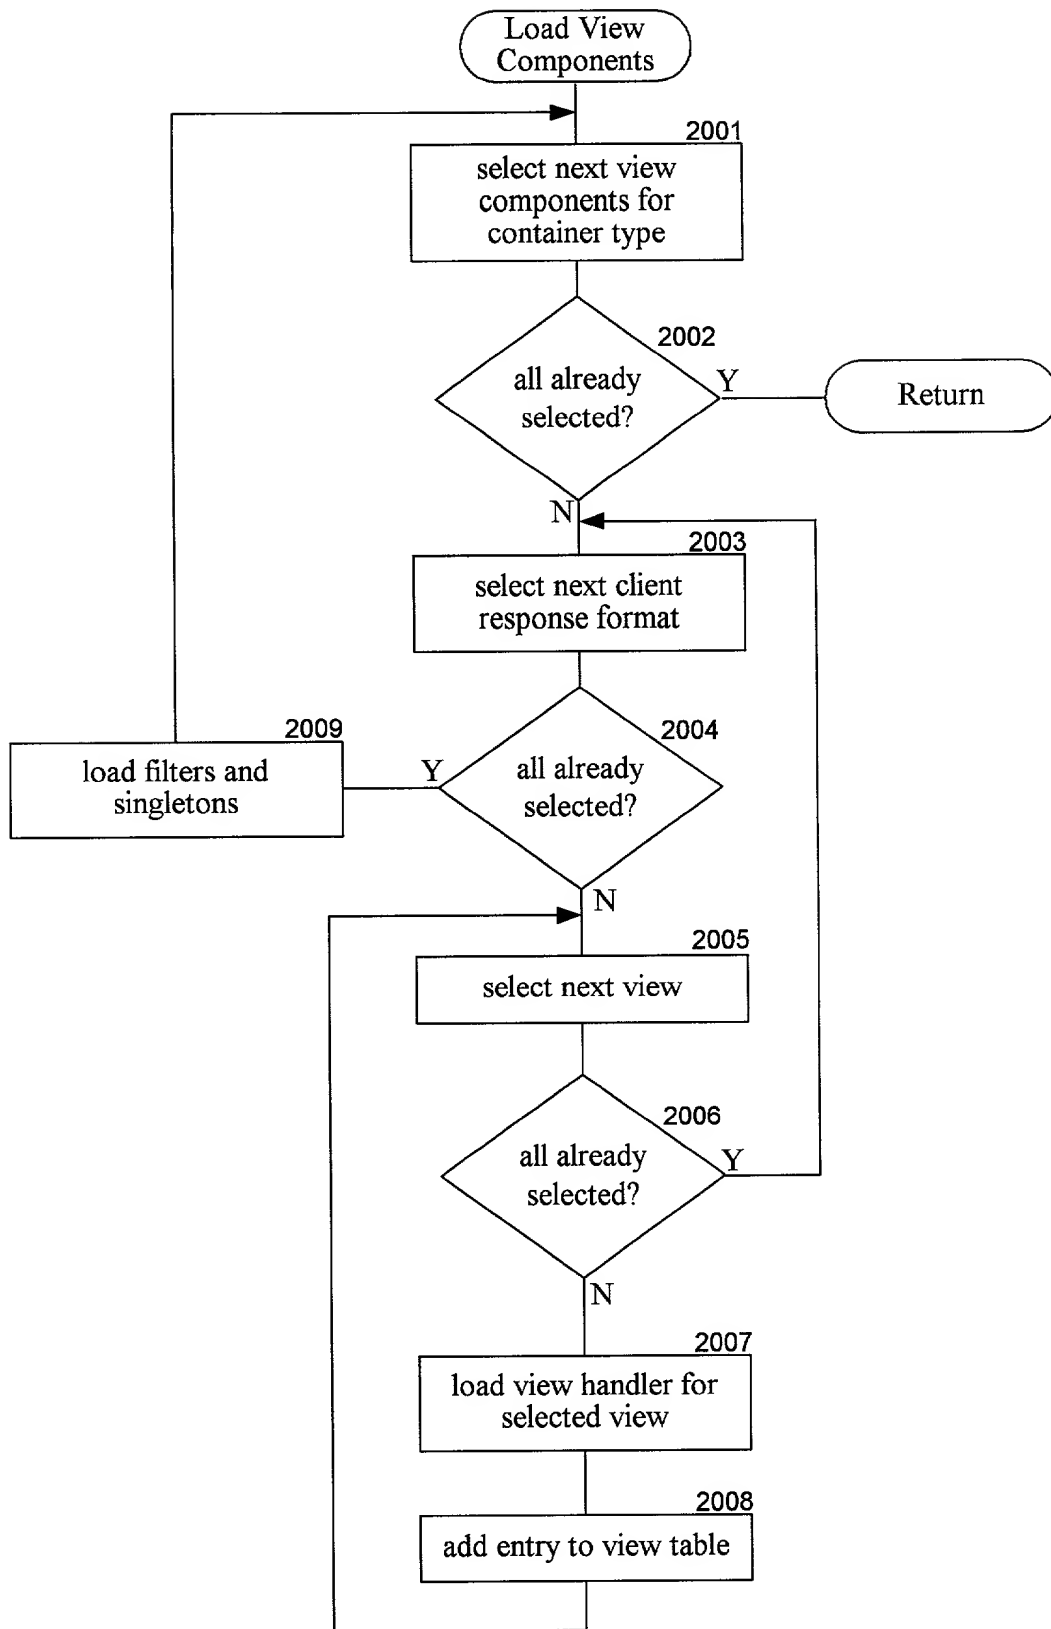 Load View
Components
2001
select next view
components for
container type
2002
all already
selected?
Y
Return
N
2003
select next client
response format
2009
load filters and
singletons
2004
Y
all already
selected?
N
2005
select next view
2006
all already
selected?
Y
N
2007
load view handler for
selected view
2008
add entry to view table